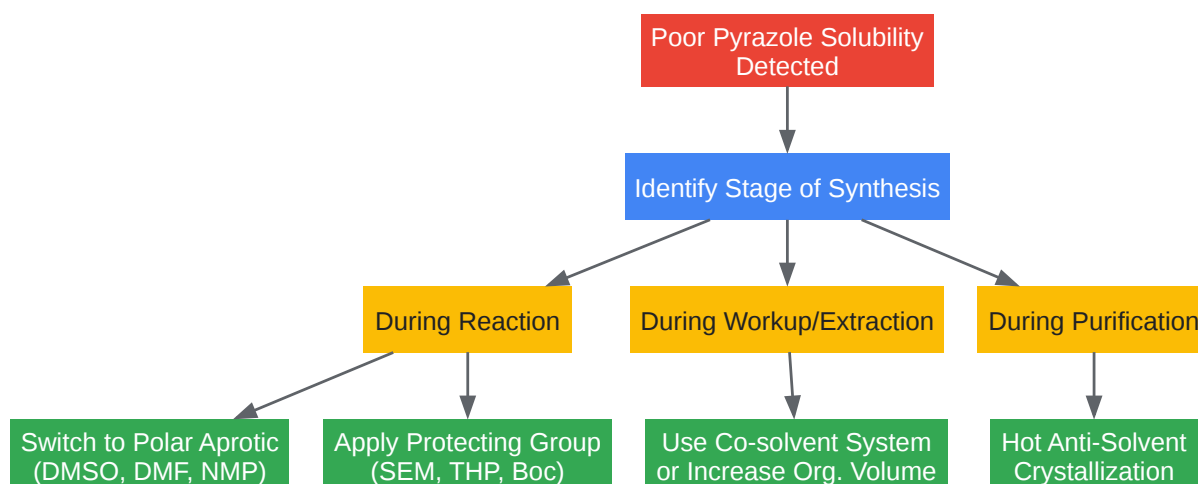 Poor Pyrazole Solubility
Detected
Identify Stage of Synthesis
During Reaction
During Workup/Extraction
During Purification
Switch to Polar Aprotic
(DMSO, DMF, NMP)
Apply Protecting Group
(SEM, THP, Boc)
Use Co-solvent System
or Increase Org. Volume
Hot Anti-Solvent
Crystallization